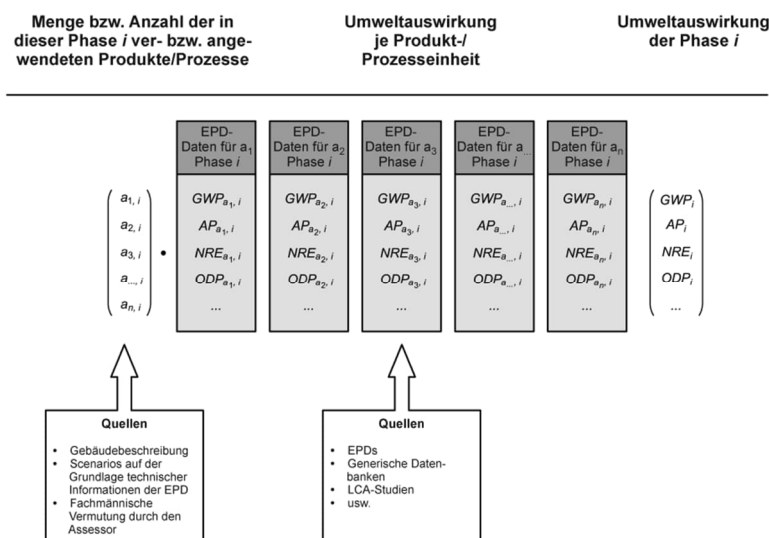 Menge bzw. Anzahl der in
dieser Phase i ver- bzw. ange-
wendeten Produkte/Prozesse
Umweltauswirkung
je Produkt-/
Prozesseinheit
Umweltauswirkung
der Phase i
EPD-
Daten für a1
Phase i
EPD-
Daten für a2
Phase i
EPD-
Daten für a3
Phase i
EPD-
Daten für a...
Phase i
EPD-
Daten für an
Phase i
a1, i
a2, i
a3, i
a..., i
an, i
•
GWPa1, i
APa1, i
NREa1, i
ODPa1, i
...
GWPa2, i
APa2, i
NREa2, i
ODPa2, i
...
GWPa3, i
APa3, i
NREa3, i
ODPa3, i
...
GWPa..., i
APa..., i
NREa..., i
ODPa..., i
...
GWPan, i
APan, i
NREan, i
ODPan, i
...
GWPi
APi
NREi
ODPi
...
Quellen
• Gebäudebeschreibung
• Scenarios auf der
Grundlage technischer
Informationen der EPD
• Fachmännische
Vermutung durch den
Assessor
Quellen
• EPDs
• Generische Daten-
banken
• LCA-Studien
• usw.